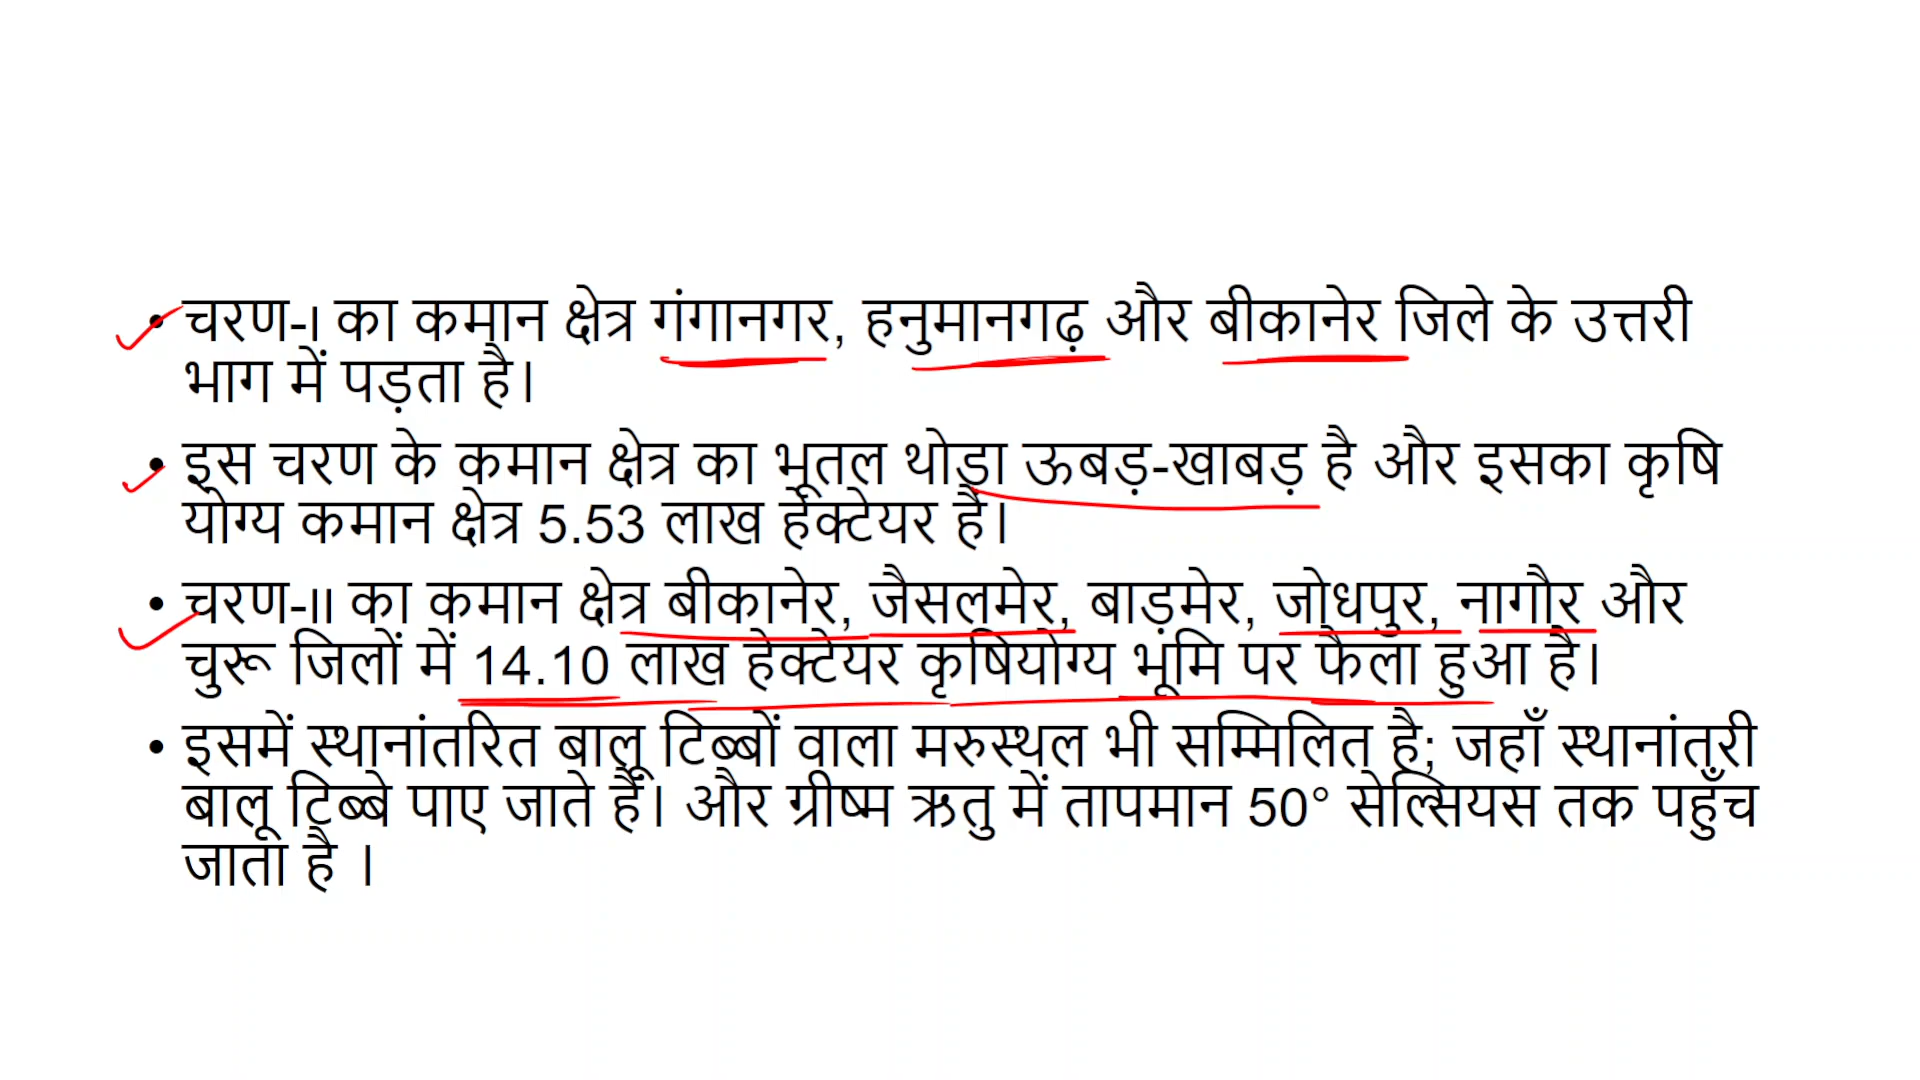 • चरण-I का कमान क्षेत्र गंगानगर, हनुमानगढ़ और बीकानेर जिले के उत्तरी
भाग में पड़ता है।
• इस चरण के कमान क्षेत्र का भूतल थोड़ा ऊबड़-खाबड़ है और इसका कृषि
योग्य कमान क्षेत्र 5.53 लाख हेक्टेयर है।
• चरण-II का कमान क्षेत्र बीकानेर, जैसलमेर, बाड़मेर, जोधपुर, नागौर और
चुरू जिलों में 14.10 लाख हेक्टेयर कृषियोग्य भूमि पर फैला हुआ है।
• इसमें स्थानांतरित बालू टिब्बों वाला मरुस्थल भी सम्मिलित है; जहाँ स्थानांतरी
बालू टिब्बे पाए जाते हैं। और ग्रीष्म ऋतु में तापमान 50° सेल्सियस तक पहुँच
जाता है ।